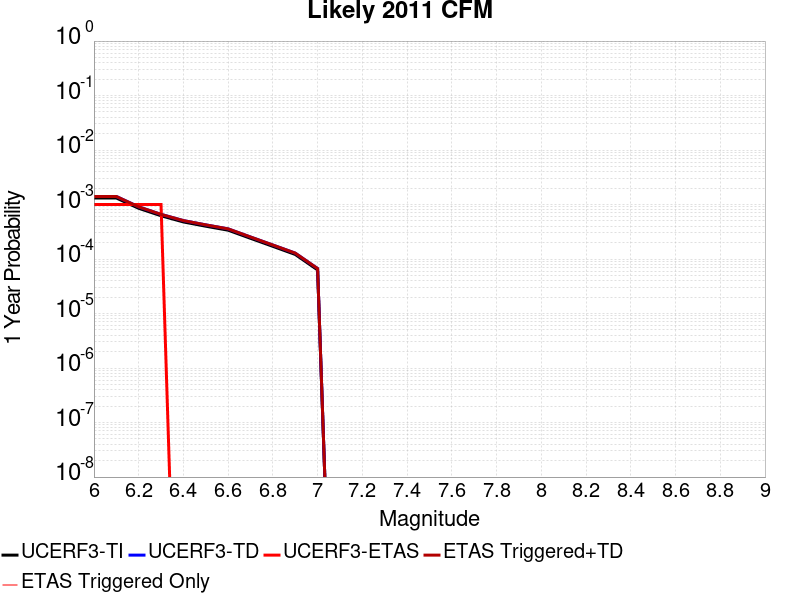 Likely 2011 CFM
10^0
10^-1
10^-2
10^-3
10^-4
10^-5
10^-6
10^-7
10^-8
1 Year Probability
6 6.2 6.4 6.6 6.8 7 7.2 7.4 7.6 7.8 8 8.2 8.4 8.6 8.8 9
Magnitude
UCERF3-TI UCERF3-TD UCERF3-ETAS ETAS Triggered+TD
ETAS Triggered Only